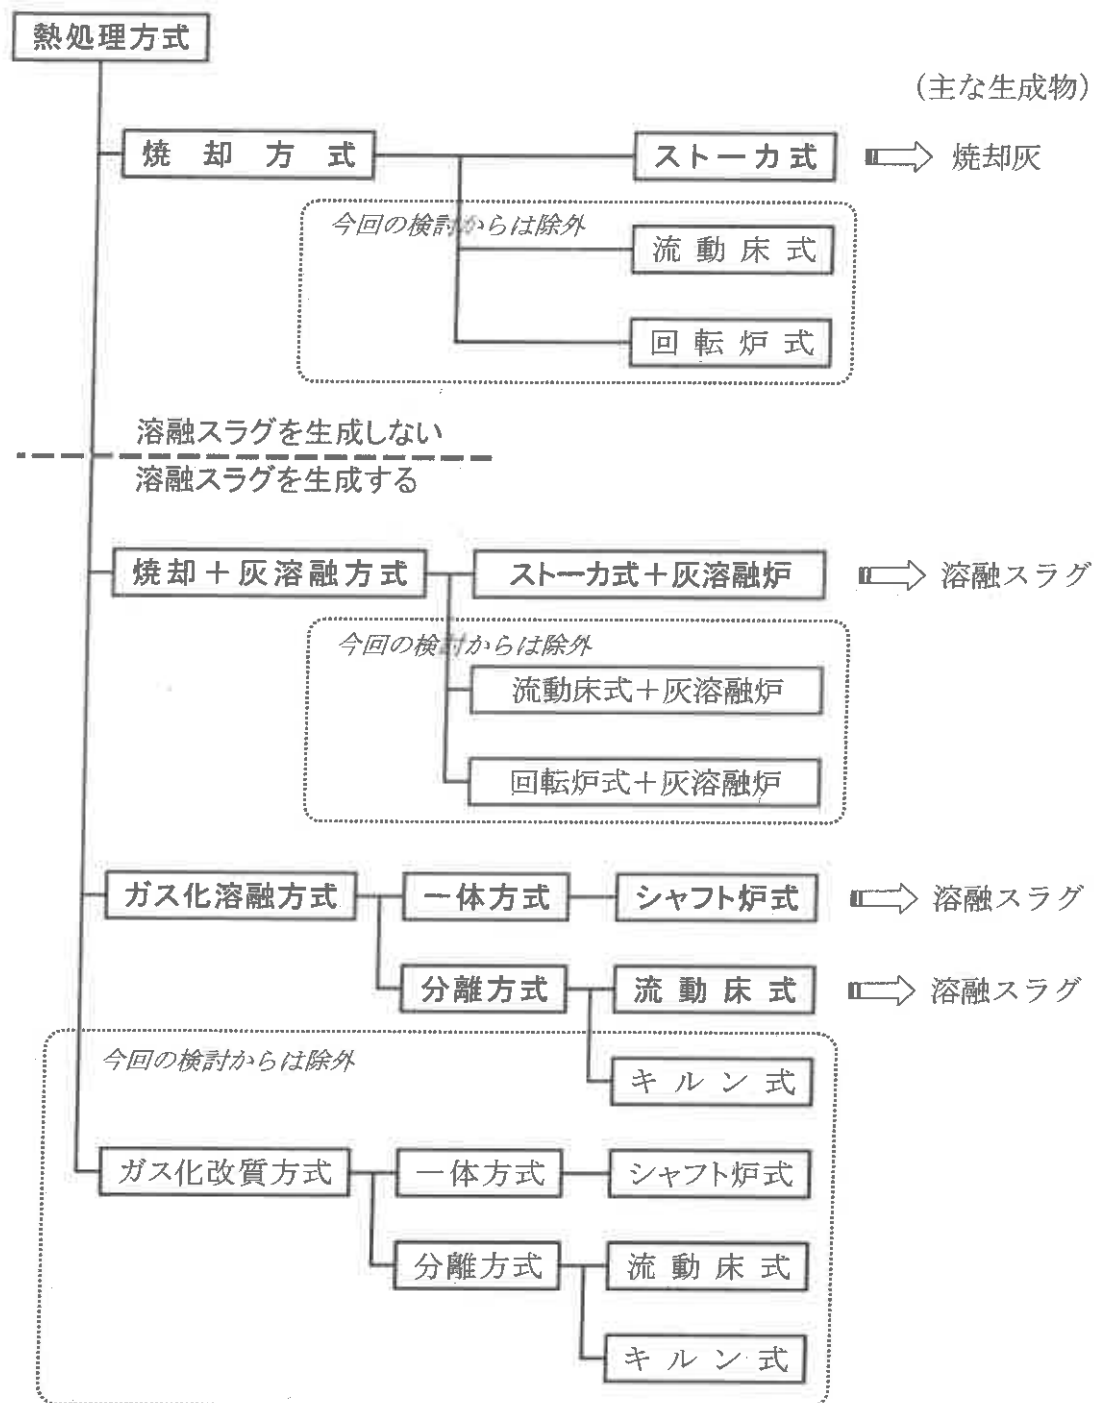 熱処理方式
(主な生成物)
焼却方式
ストーカ式
焼却灰
今回の検討からは除外
流動床式
回転炉式
溶融スラグを生成しない
溶融スラグを生成する
焼却+灰溶融方式
ストーカ式+灰溶融炉
溶融スラグ
今回の検討からは除外
流動床式+灰溶融炉
回転炉式+灰溶融炉
ガス化溶融方式
一体方式
シャフト炉式
溶融スラグ
分離方式
流動床式
溶融スラグ
今回の検討からは除外
キルン式
ガス化改質方式
一体方式
シャフト炉式
分離方式
流動床式
キルン式